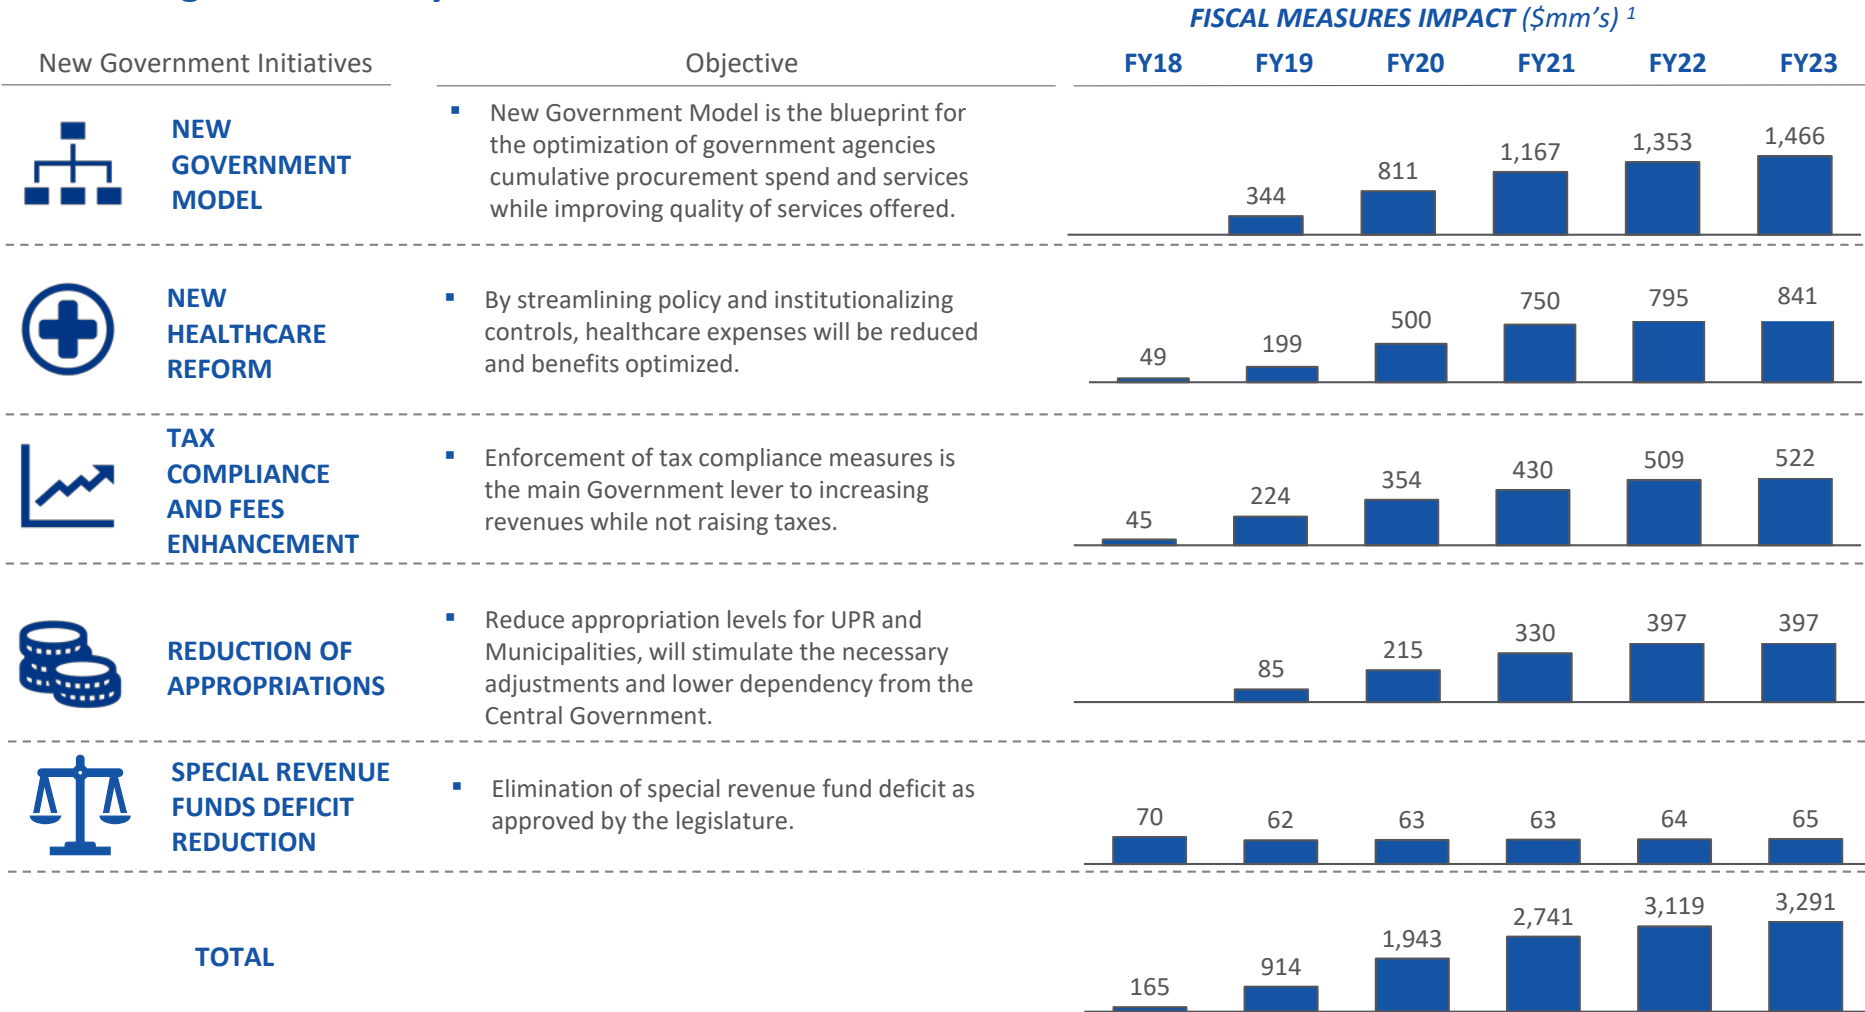 FISCAL MEASURES IMPACT ($mm's) 1
New Government Initiatives
Objective
FY18 FY19 FY20 FY21 FY22 FY23
NEW
GOVERNMENT
MODEL
▪ New Government Model is the blueprint for
the optimization of government agencies
cumulative procurement spend and services
while improving quality of services offered.
344 811 1,167 1,353 1,466
NEW
HEALTHCARE
REFORM
▪ By streamlining policy and institutionalizing
controls, healthcare expenses will be reduced
and benefits optimized.
49 199 500 750 795 841
TAX
COMPLIANCE
AND FEES
ENHANCEMENT
▪ Enforcement of tax compliance measures is
the main Government lever to increasing
revenues while not raising taxes.
45 224 354 430 509 522
REDUCTION OF
APPROPRIATIONS
▪ Reduce appropriation levels for UPR and
Municipalities, will stimulate the necessary
adjustments and lower dependency from the
Central Government.
85 215 330 397 397
SPECIAL REVENUE
FUNDS DEFICIT
REDUCTION
▪ Elimination of special revenue fund deficit as
approved by the legislature.
70 62 63 63 64 65
TOTAL
165 914 1,943 2,741 3,119 3,291